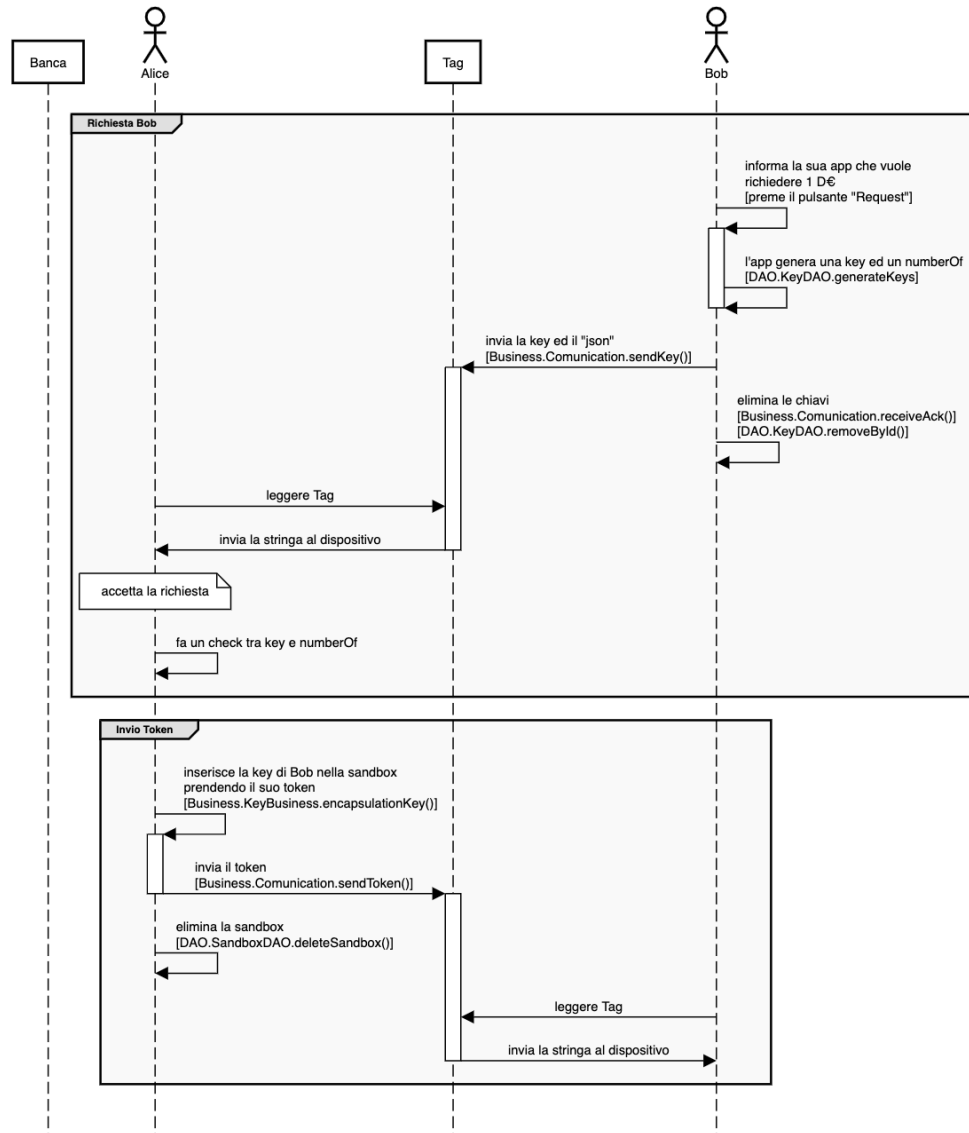 Banca
Alice
Tag
Bob
Richiesta Bob
informa la sua app che vuole
richiedere 1 D€
[preme il pulsante "Request"]
l'app genera una key ed un numberOf
[DAO.KeyDAO.generateKeys]
invia la key ed il "json"
[Business.Comunication.sendKey()]
elimina le chiavi
[Business.Comunication.receiveAck()]
[DAO.KeyDAO.removeById()]
leggere Tag
invia la stringa al dispositivo
accetta la richiesta
fa un check tra key e numberOf
Invio Token
inserisce la key di Bob nella sandbox
prendendo il suo token
[Business.KeyBusiness.encapsulationKey()]
invia il token
[Business.Comunication.sendToken()]
elimina la sandbox
[DAO.SandboxDAO.deleteSandbox()]
leggere Tag
invia la stringa al dispositivo